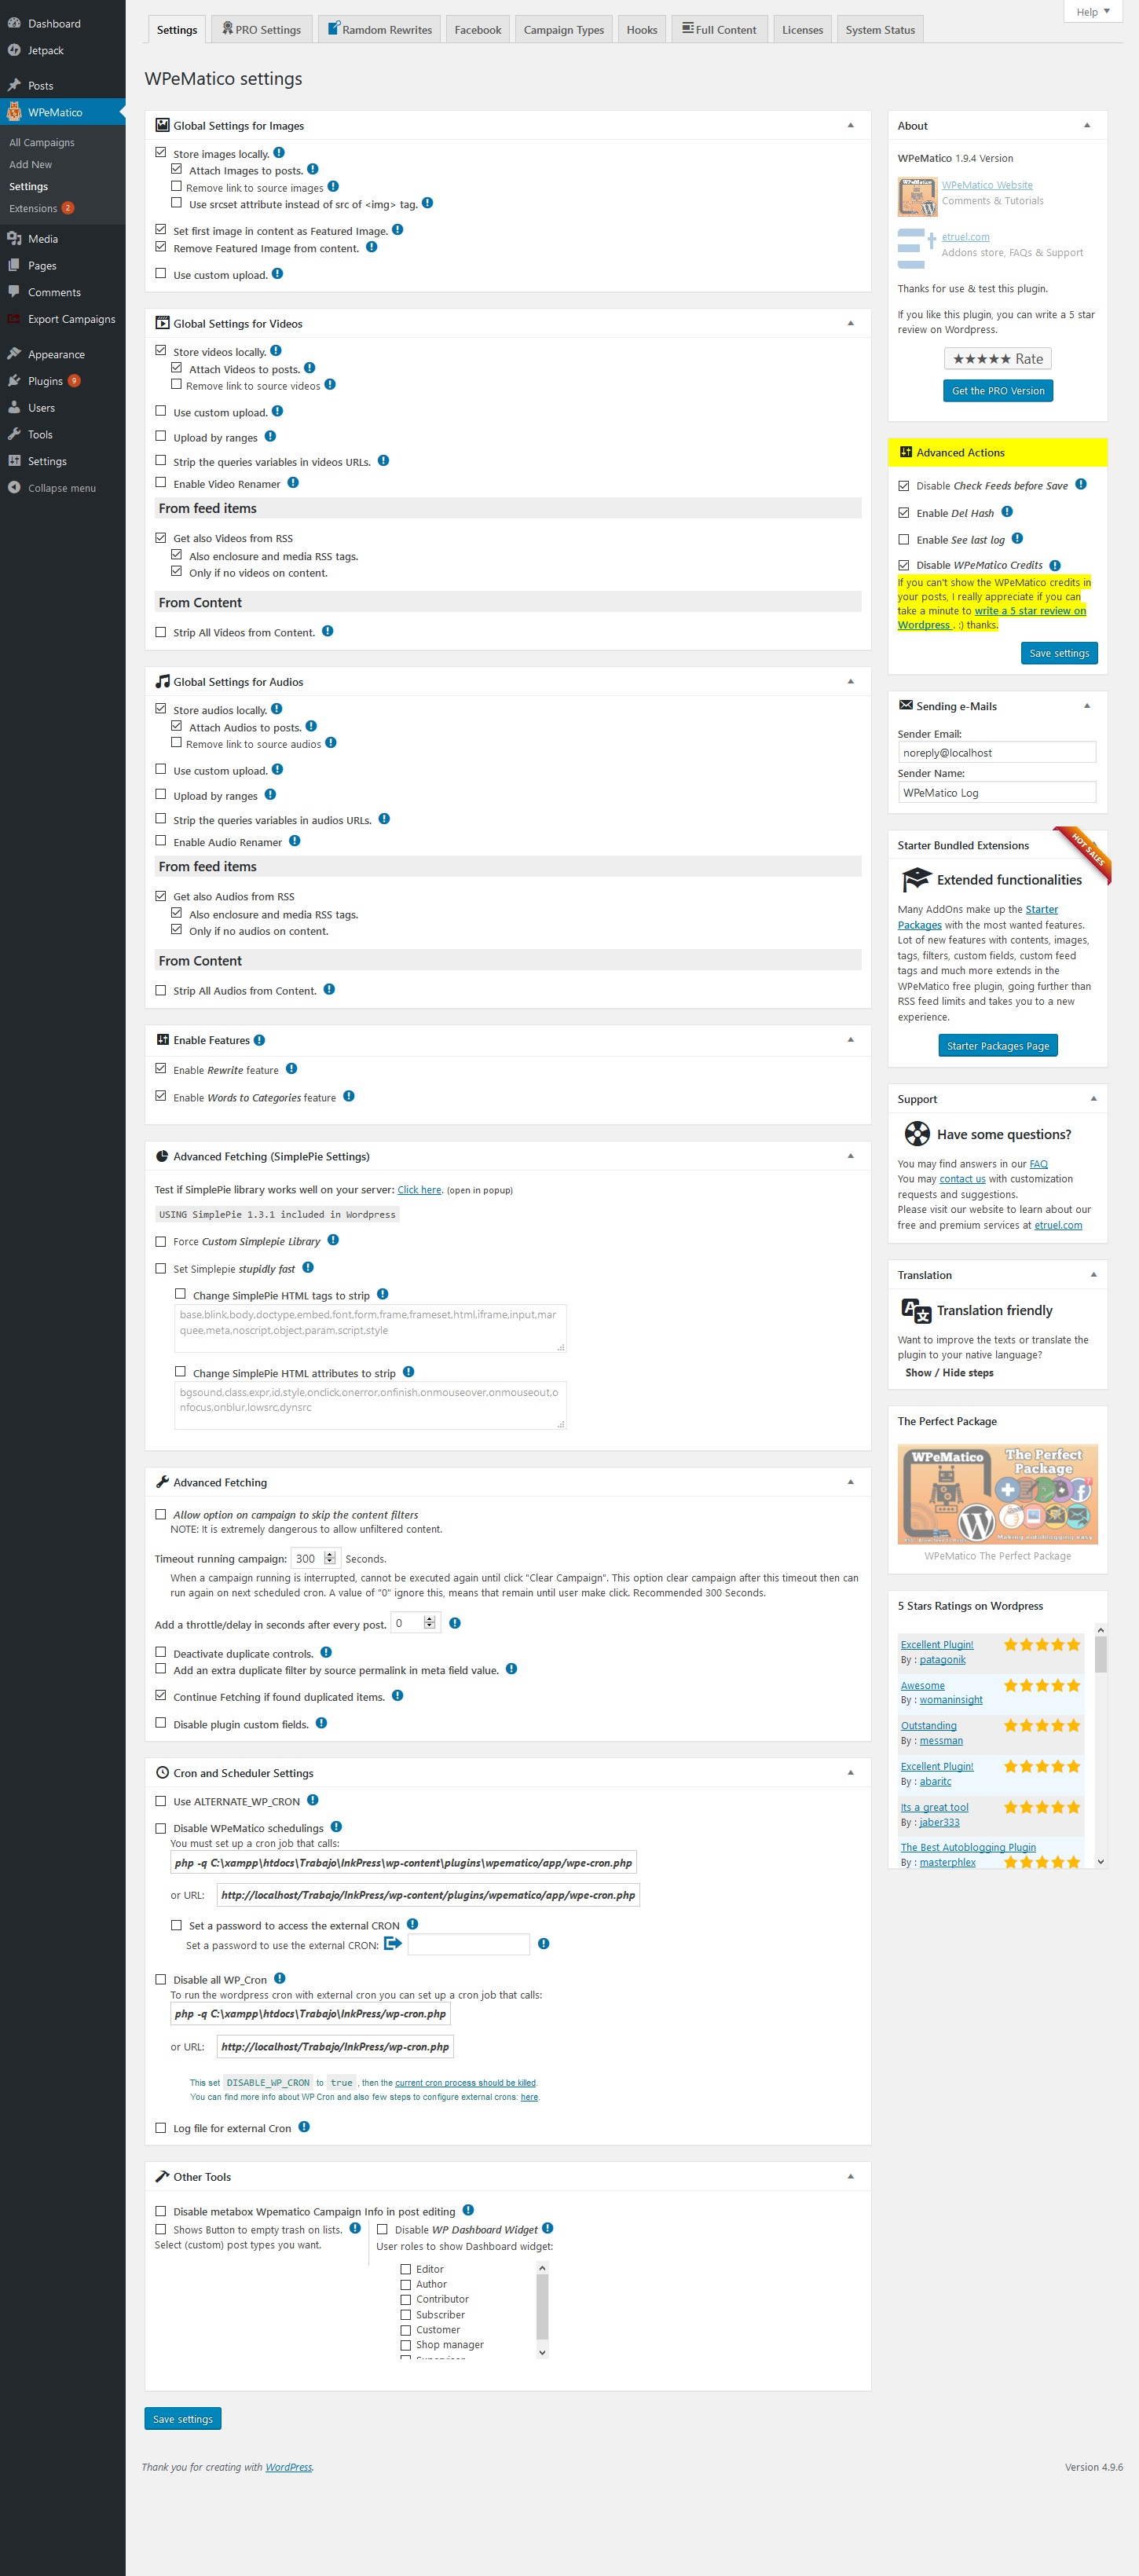 Help
Dashboard
Jetpack
Posts
WPeMatico
All Campaigns
Add New
Settings
Extensions 2
Media
Pages
Comments
Export Campaigns
Appearance
Plugins 9
Users
Tools
Settings
Collapse menu
Settings
PRO Settings
Ramdom Rewrites
Facebook
Campaign Types
Hooks
Full Content
Licenses
System Status
WPeMatico settings
Global Settings for Images
Store images locally.
Attach Images to posts.
Remove link to source images
Use srcset attribute instead of src of <img> tag.
Set first image in content as Featured Image.
Remove Featured Image from content.
Use custom upload.
Global Settings for Videos
Store videos locally.
Attach Videos to posts.
Remove link to source videos
Use custom upload.
Upload by ranges
Strip the queries variables in videos URLs.
Enable Video Renamer
From feed items
Get also Videos from RSS
Also enclosure and media RSS tags.
Only if no videos on content.
From Content
Strip All Videos from Content.
Global Settings for Audios
Store audios locally.
Attach Audios to posts.
Remove link to source audios
Use custom upload.
Upload by ranges
Strip the queries variables in audios URLs.
Enable Audio Renamer
From feed items
Get also Audios from RSS
Also enclosure and media RSS tags.
Only if no audios on content.
From Content
Strip All Audios from Content.
Enable Features
Enable Rewrite feature
Enable Words to Categories feature
Advanced Fetching (SimplePie Settings)
Test if SimplePie library works well on your server: Click here. (open in popup)
USING SimplePie 1.3.1 included in Wordpress
Force Custom Simplepie Library
Set Simplepie stupidly fast
Change SimplePie HTML tags to strip
base,blink,body,doctype,embed,font,form,frame,frameset,html,iframe,input,mar
quee,meta,noscript,object,param,script,style
Change SimplePie HTML attributes to strip
bgsound,class,expr,id,style,onclick,onerror,onfinish,onmouseover,onmouseout,o
nfocus,onblur,lowsrc,dynsrc
Advanced Fetching
Allow option on campaign to skip the content filters
NOTE: It is extremely dangerous to allow unfiltered content.
Timeout running campaign: 300 Seconds.
When a campaign running is interrupted, cannot be executed again until click "Clear Campaign". This option clear campaign after this timeout then can
run again on next scheduled cron. A value of "0" ignore this, means that remain until user make click. Recommended 300 Seconds.
Add a throttle/delay in seconds after every post. 0
Deactivate duplicate controls.
Add an extra duplicate filter by source permalink in meta field value.
Continue Fetching if found duplicated items.
Disable plugin custom fields.
Cron and Scheduler Settings
Use ALTERNATE_WP_CRON
Disable WPeMatico schedulings
You must set up a cron job that calls:
php -q C:\xampp\htdocs\Trabajo\InkPress\wp-content\plugins\wpematico/app/wpe-cron.php
or URL: http://localhost/Trabajo/InkPress/wp-content/plugins/wpematico/app/wpe-cron.php
Set a password to access the external CRON
Set a password to use the external CRON:
Disable all WP_Cron
To run the wordpress cron with external cron you can set up a cron job that calls:
php -q C:\xampp\htdocs\Trabajo\InkPress/wp-cron.php
or URL: http://localhost/Trabajo/InkPress/wp-cron.php
This set DISABLE_WP_CRON to true , then the current cron process should be killed.
You can find more info about WP Cron and also few steps to configure external crons: here.
Log file for external Cron
Other Tools
Disable metabox Wpematico Campaign Info in post editing
Shows Button to empty trash on lists.
Select (custom) post types you want.
Disable WP Dashboard Widget
User roles to show Dashboard widget:
Editor
Author
Contributor
Subscriber
Customer
Shop manager
Save settings
About
WPeMatico 1.9.4 Version
WPeMatico Website
Comments & Tutorials
etruel.com
Addons store, FAQs & Support
Thanks for use & test this plugin.
If you like this plugin, you can write a 5 star
review on Wordpress.
★★★★★ Rate
Get the PRO Version
Advanced Actions
Disable Check Feeds before Save
Enable Del Hash
Enable See last log
Disable WPeMatico Credits
If you can't show the WPeMatico credits in
your posts, I really appreciate if you can
take a minute to write a 5 star review on
Wordpress . :) thanks.
Save settings
Sending e-Mails
Sender Email:
noreply@localhost
Sender Name:
WPeMatico Log
Starter Bundled Extensions
HOT SALES
Extended functionalities
Many AddOns make up the Starter
Packages with the most wanted features.
Lot of new features with contents, images,
tags, filters, custom fields, custom feed
tags and much more extends in the
WPeMatico free plugin, going further than
RSS feed limits and takes you to a new
experience.
Starter Packages Page
Support
Have some questions?
You may find answers in our FAQ
You may contact us with customization
requests and suggestions.
Please visit our website to learn about our
free and premium services at etruel.com
Translation
Translation friendly
Want to improve the texts or translate the
plugin to your native language?
Show / Hide steps
The Perfect Package
WPeMatico
The Perfect
Package
Making autoblogging easy
WPeMatico The Perfect Package
5 Stars Ratings on Wordpress
Excellent Plugin!
By : patagonik
Awesome
By : womaninsight
Outstanding
By : messman
Excellent Plugin!
By : abaritc
Its a great tool
By : jaber333
The Best Autoblogging Plugin
By : masterphlex
Thank you for creating with WordPress.
Version 4.9.6